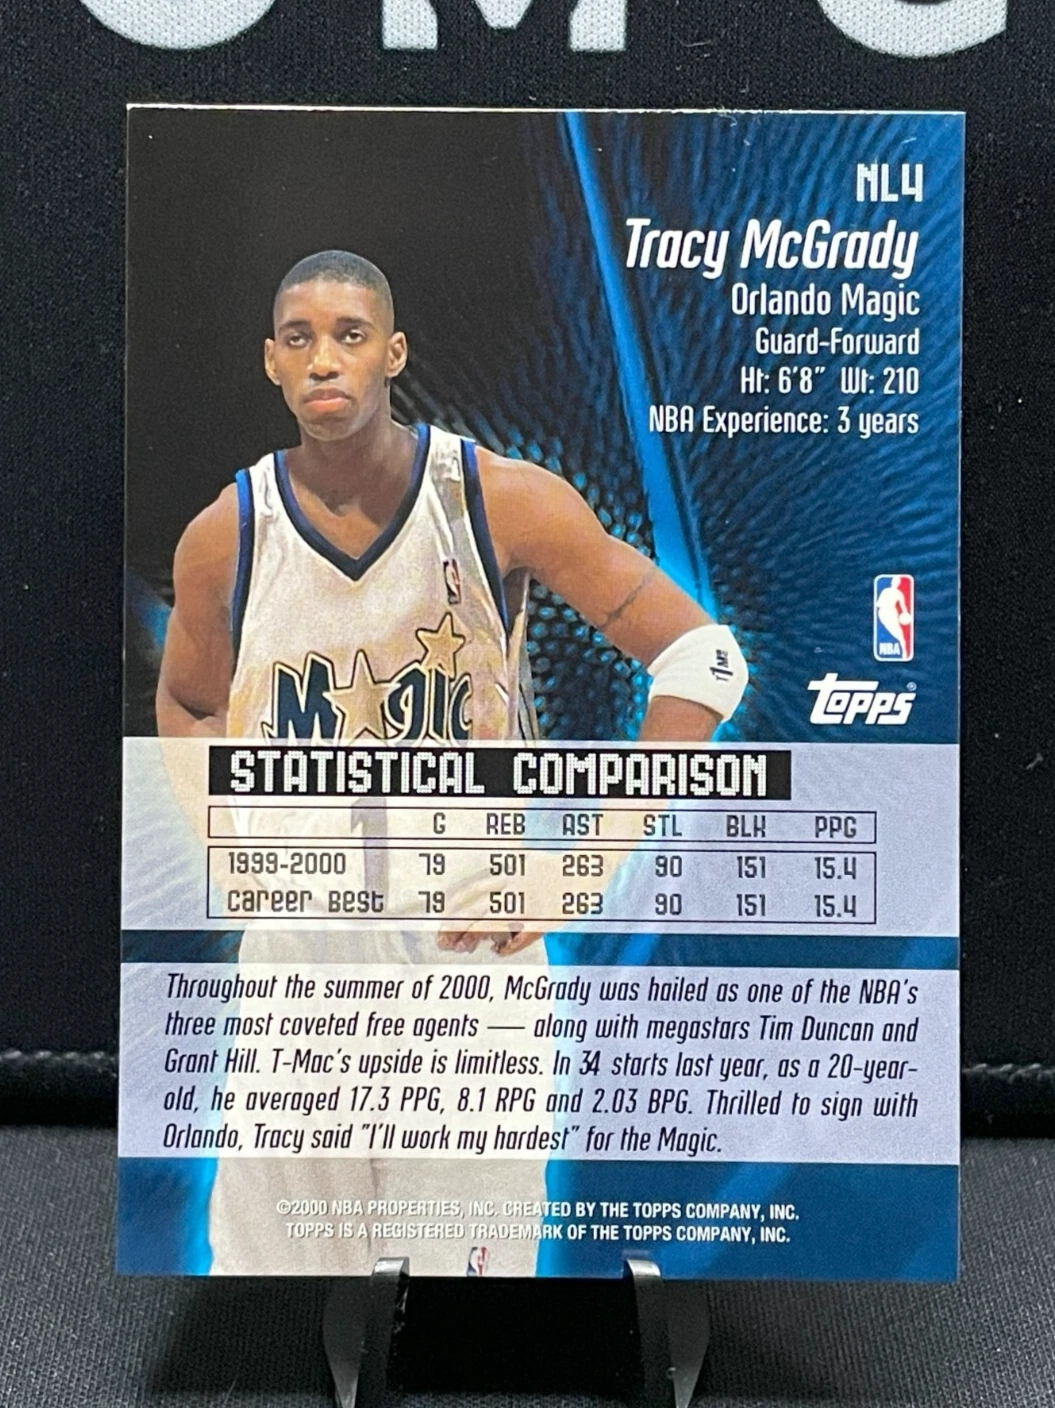 NL4
Tracy McGrady
Orlando Magic
Guard-Forward
Ht: 6'8" Wt: 210
NBA Experience: 3 years
NBA
Topps
Magic
STATISTICAL COMPARISON
G REB AST STL BLK PPG
1999-2000 79 501 263 90 151 15.4
Career Best 79 501 263 90 151 15.4
Throughout the summer of 2000, McGrady was hailed as one of the NBA's
three most coveted free agents — along with megastars Tim Duncan and
Grant Hill. T-Mac's upside is limitless. In 34 starts last year, as a 20-year-
old, he averaged 17.3 PPG, 8.1 RPG and 2.03 BPG. Thrilled to sign with
Orlando, Tracy said "I'll work my hardest" for the Magic.
©2000 NBA PROPERTIES, INC. CREATED BY THE TOPPS COMPANY, INC.
TOPPS IS A REGISTERED TRADEMARK OF THE TOPPS COMPANY, INC.